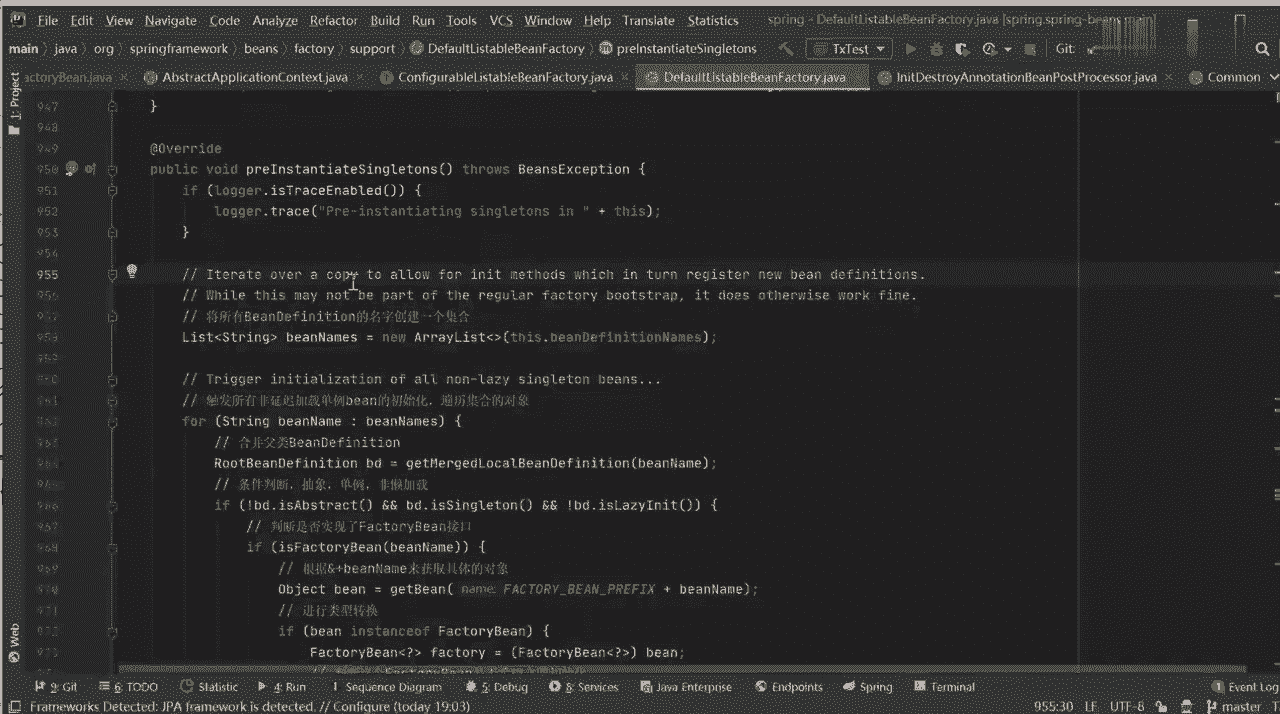 File Edit View Navigate Code Analyze Refactor Build Run Tools VCS Window Help Translate Statistics spring - DefaultListableBeanFactory.java [spring.spring-beans.main]
main java org springframework beans factory support DefaultListableBeanFactory preInstantiateSingletons TxTest Git:
actoryBean.java AbstractApplicationContext.java ConfigurableListableBeanFactory.java DefaultListableBeanFactory.java InitDestroyAnnotationBeanPostProcessor.java Common
1: Project
947 }
948
949 @Override
950 public void preInstantiateSingletons() throws BeansException {
951 if (logger.isTraceEnabled()) {
952 logger.trace("Pre-instantiating singletons in " + this);
953 }
954
955 // Iterate over a copy to allow for init methods which in turn register new bean definitions.
956 // While this may not be part of the regular factory bootstrap, it does otherwise work fine.
957 // 将所有BeanDefinition的名字创建一个集合
958 List<String> beanNames = new ArrayList<>(this.beanDefinitionNames);
959
960 // Trigger initialization of all non-lazy singleton beans...
961 // 触发所有非延迟加载单例bean的初始化，遍历集合的对象
962 for (String beanName : beanNames) {
963 // 合并父类BeanDefinition
964 RootBeanDefinition bd = getMergedLocalBeanDefinition(beanName);
965 // 条件判断，抽象，单例，非懒加载
966 if (!bd.isAbstract() && bd.isSingleton() && !bd.isLazyInit()) {
967 // 判断是否实现了FactoryBean接口
968 if (isFactoryBean(beanName)) {
969 // 根据&+beanName来获取具体的对象
970 Object bean = getBean( name: FACTORY_BEAN_PREFIX + beanName);
971 // 进行类型转换
972 if (bean instanceof FactoryBean) {
973 FactoryBean<?> factory = (FactoryBean<?>) bean;
Web
9: Git 6: TODO Statistic 4: Run Sequence Diagram 5: Debug 8: Services Java Enterprise Endpoints Spring Terminal 1 Event Log
Frameworks Detected: JPA framework is detected. // Configure (today 19:03) 955:30 LF UTF-8 master